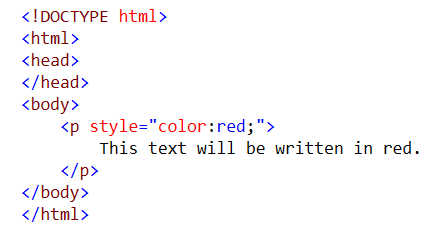 <!DOCTYPE html>
<html>
<head>
</head>
<body>
    <p style="color:red;">
        This text will be written in red.
    </p>
</body>
</html>